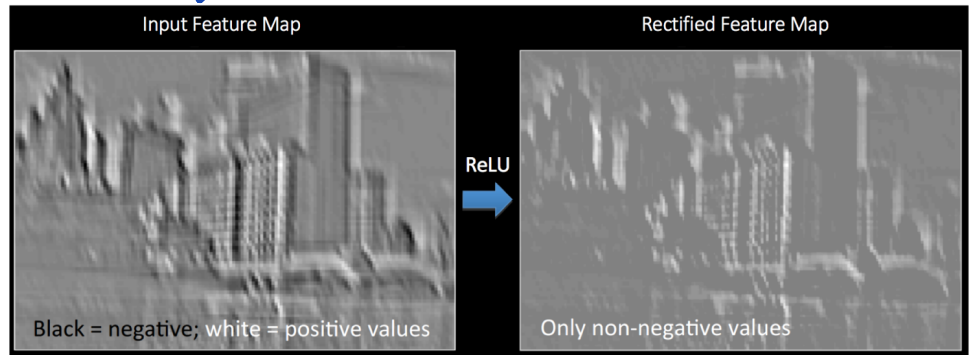 Input Feature Map
Rectified Feature Map
ReLU
Black = negative; white = positive values
Only non-negative values